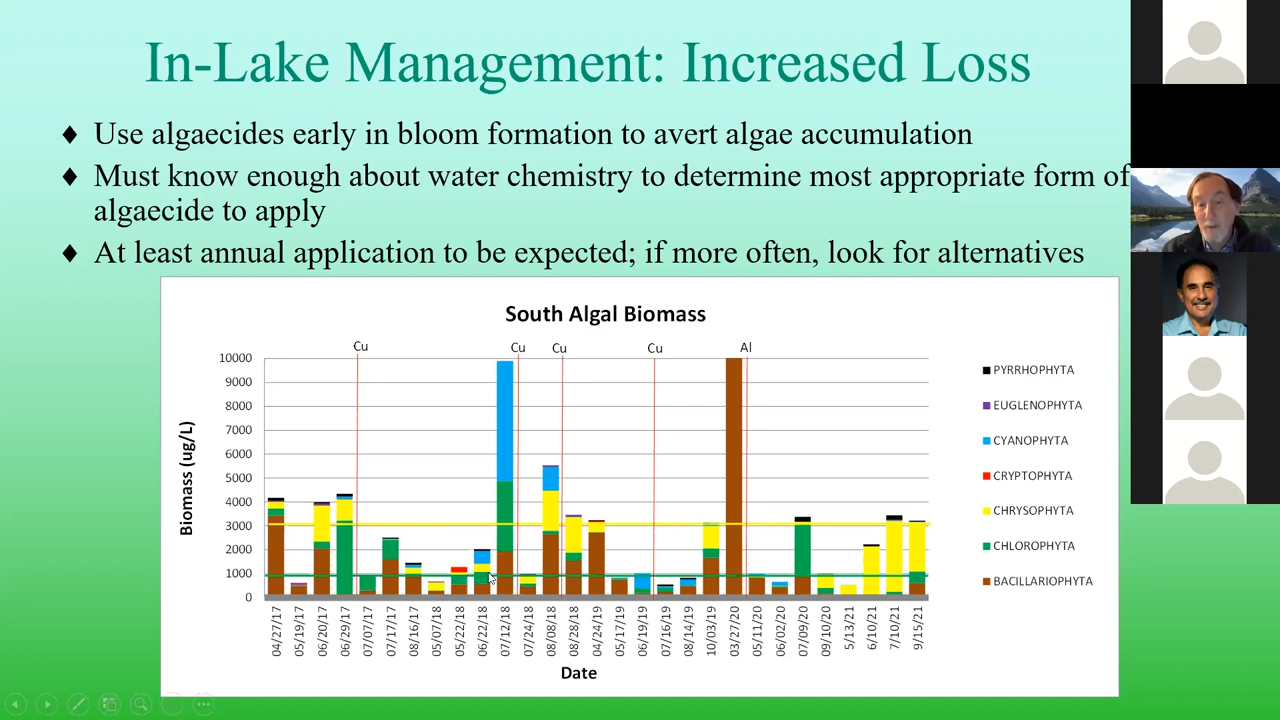 In-Lake Management: Increased Loss
♦ Use algaecides early in bloom formation to avert algae accumulation
♦ Must know enough about water chemistry to determine most appropriate form of
algaecide to apply
♦ At least annual application to be expected; if more often, look for alternatives
South Algal Biomass
Cu
Cu
Cu
Cu
Al
10000
9000
8000
7000
6000
5000
4000
3000
2000
1000
0
Biomass (ug/L)
04/27/17
05/19/17
06/20/17
06/29/17
07/07/17
07/17/17
08/16/17
05/07/18
05/22/18
06/22/18
07/12/18
07/24/18
08/08/18
08/28/18
04/24/19
05/17/19
06/19/19
07/16/19
08/14/19
10/03/19
03/27/20
05/11/20
06/02/20
07/09/20
09/10/20
5/13/21
6/10/21
7/10/21
9/15/21
Date
PYRRHOPHYTA
EUGLENOPHYTA
CYANOPHYTA
CRYPTOPHYTA
CHRYSOPHYTA
CHLOROPHYTA
BACILLARIOPHYTA